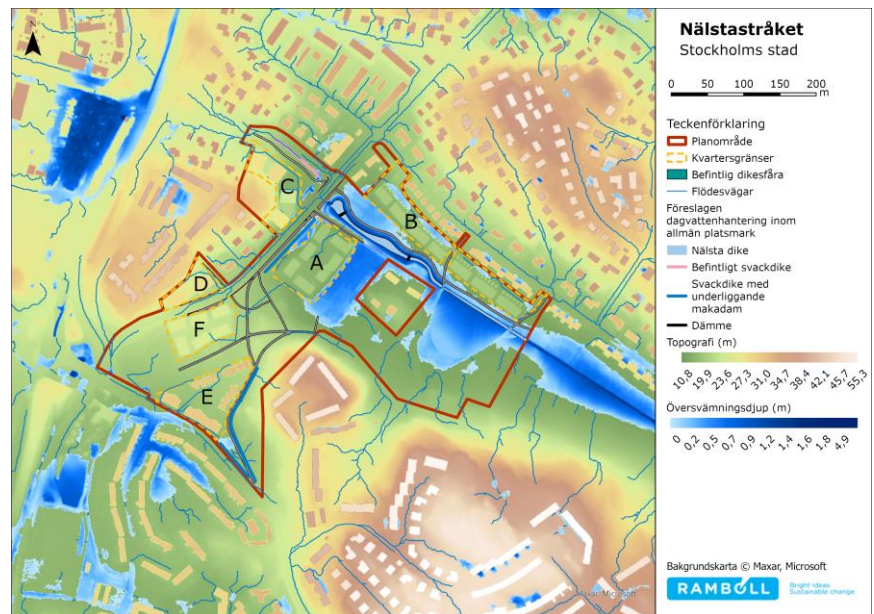 N
C
B
A
D
F
E
Maxar, Microsoft
Nälstastråket
Stockholms stad
0 50 100 150 200
m
Teckenförklaring
Planområde
Kvartersgränser
Befintlig dikesfåra
Flödesvägar
Föreslagen
dagvattenhantering inom
allmän platsmark
Nälsta dike
Befintligt svackdike
Svackdike med
underliggande
makadam
Dämme
Topografi (m)
10,8 19,9 23,6 27,3 31,0 34,7 38,4 42,1 45,7 55,3
Översvämningsdjup (m)
0 0,2 0,5 0,7 0,9 1,2 1,4 1,6 1,8 4,9
Bakgrundskarta © Maxar, Microsoft
RAMBOLL
Bright ideas
Sustainable change.